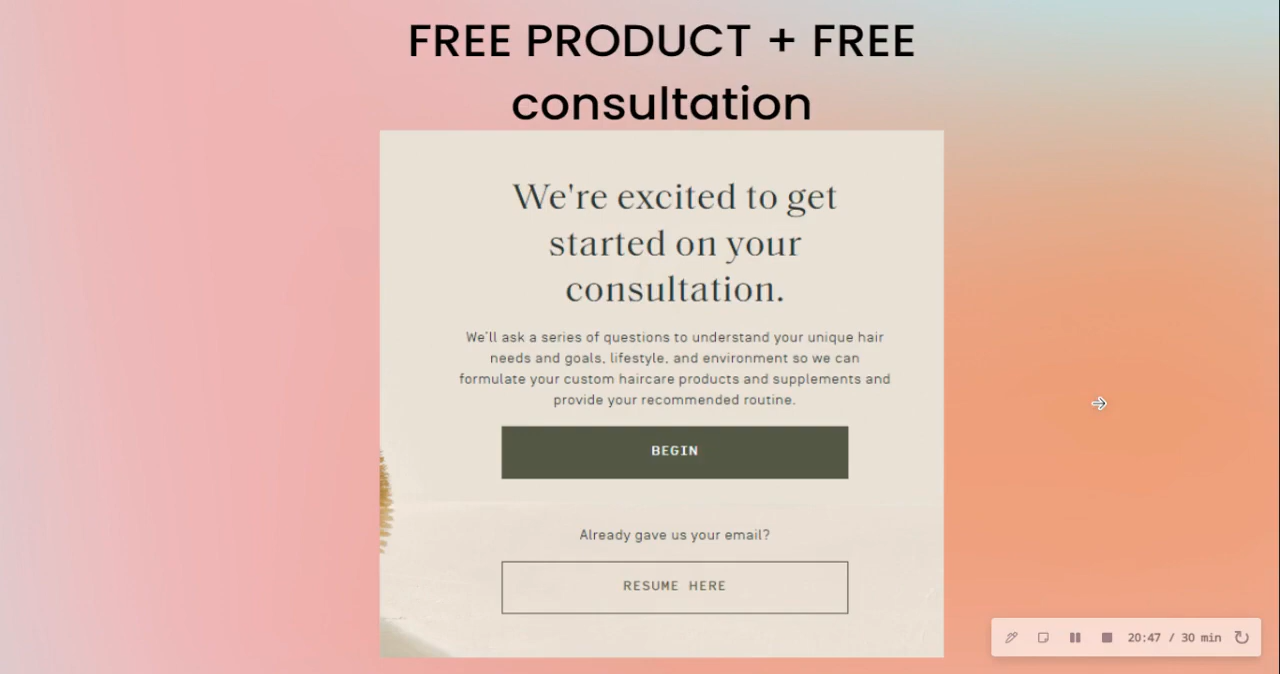 FREE PRODUCT + FREE
consultation
We're excited to get
started on your
consultation.
We'll ask a series of questions to understand your unique hair
needs and goals, lifestyle, and environment so we can
formulate your custom haircare products and supplements and
provide your recommended routine.
BEGIN
Already gave us your email?
RESUME HERE
20:47 / 30 min